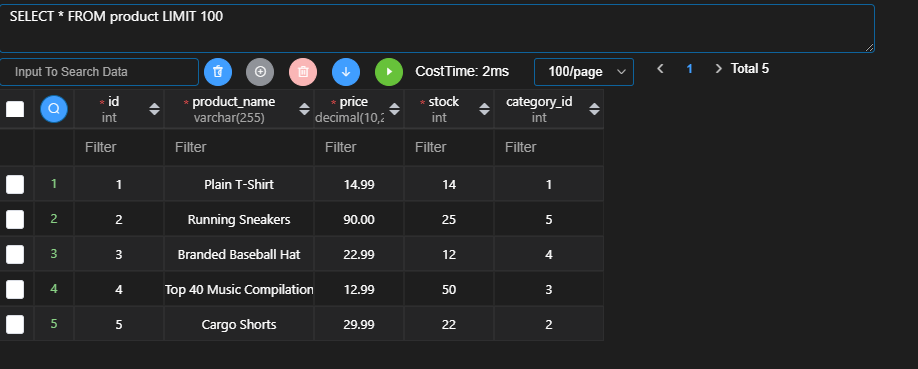 SELECT * FROM product LIMIT 100
Input To Search Data CostTime: 2ms 100/page 1 Total 5
* id * product_name * price * stock category_id
int varchar(255) decimal(10,2 int int
Filter Filter Filter Filter Filter
1 1 Plain T-Shirt 14.99 14 1
2 2 Running Sneakers 90.00 25 5
3 3 Branded Baseball Hat 22.99 12 4
4 4 Top 40 Music Compilation 12.99 50 3
5 5 Cargo Shorts 29.99 22 2